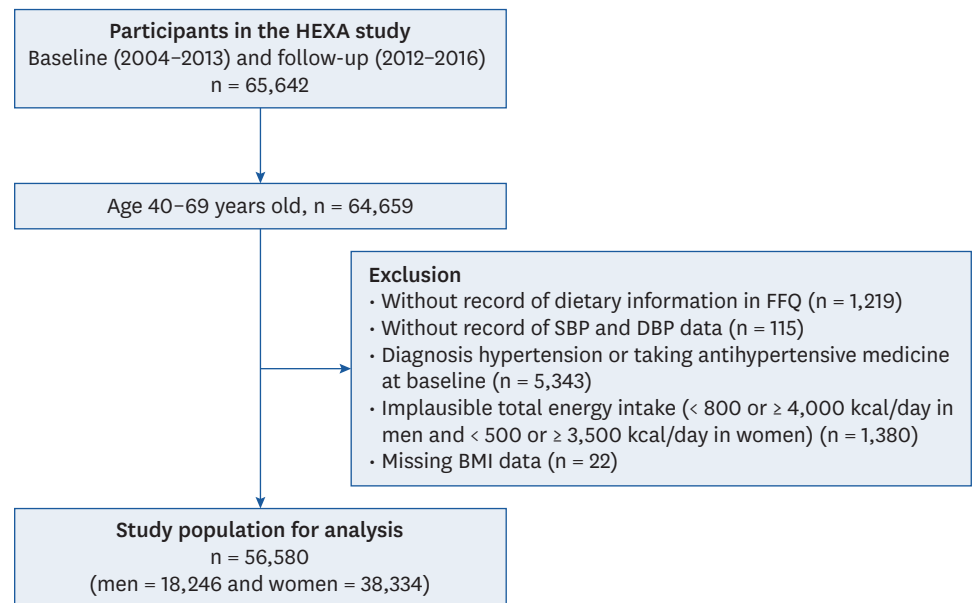 Participants in the HEXA study
Baseline (2004–2013) and follow-up (2012–2016)
n = 65,642
Age 40–69 years old, n = 64,659
Exclusion
· Without record of dietary information in FFQ (n = 1,219)
· Without record of SBP and DBP data (n = 115)
· Diagnosis hypertension or taking antihypertensive medicine
at baseline (n = 5,343)
· Implausible total energy intake (< 800 or ≥ 4,000 kcal/day in
men and < 500 or ≥ 3,500 kcal/day in women) (n = 1,380)
· Missing BMI data (n = 22)
Study population for analysis
n = 56,580
(men = 18,246 and women = 38,334)